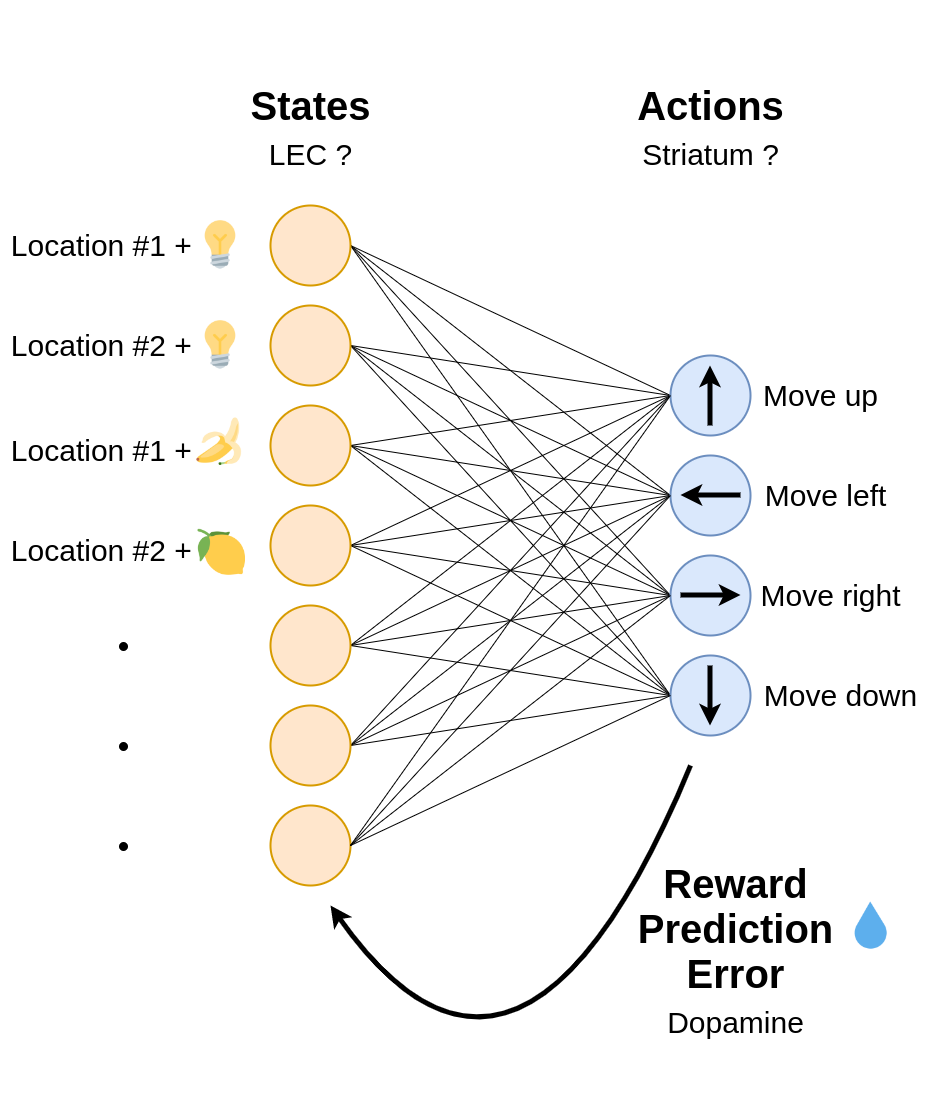 States
Actions
LEC ?
Striatum ?
Location #1 +
Location #2 +
Location #1 +
Location #2 +
Move up
Move left
Move right
Move down
Reward
Prediction
Error
Dopamine